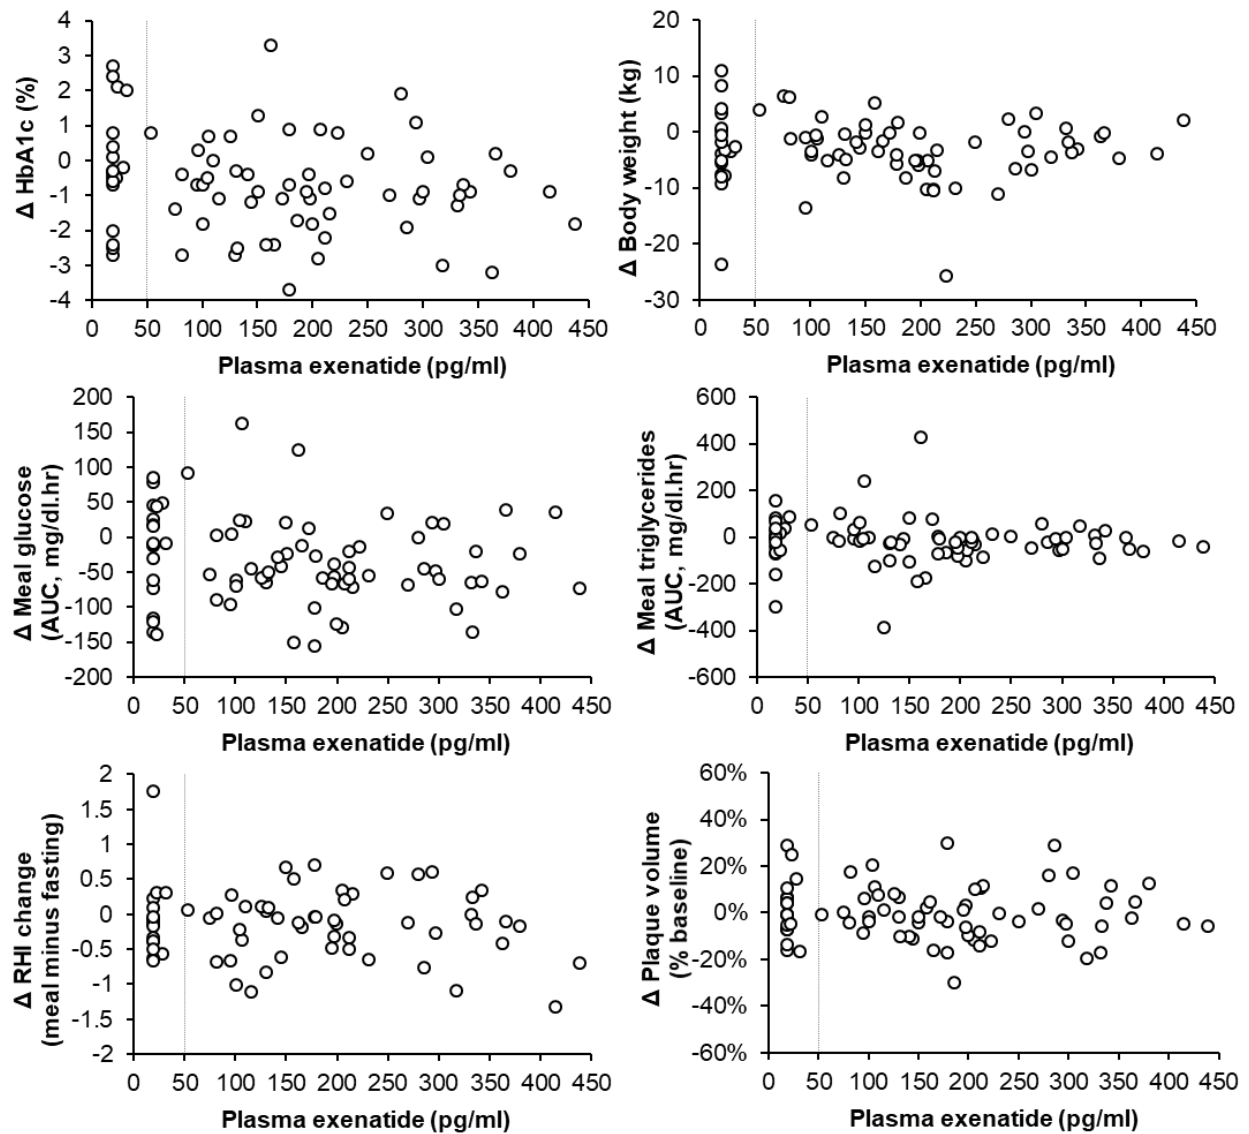 4
3
2
1
0
-1
-2
-3
-4
Δ HbA1c (%)
0 50 100 150 200 250 300 350 400 450
Plasma exenatide (pg/ml)
20
10
0
-10
-20
-30
Δ Body weight (kg)
0 50 100 150 200 250 300 350 400 450
Plasma exenatide (pg/ml)
200
150
100
50
0
-50
-100
-150
-200
Δ Meal glucose
(AUC, mg/dl.hr)
0 50 100 150 200 250 300 350 400 450
Plasma exenatide (pg/ml)
600
400
200
0
-200
-400
-600
Δ Meal triglycerides
(AUC, mg/dl.hr)
0 50 100 150 200 250 300 350 400 450
Plasma exenatide (pg/ml)
2
1.5
1
0.5
0
-0.5
-1
-1.5
-2
Δ RHI change
(meal minus fasting)
0 50 100 150 200 250 300 350 400 450
Plasma exenatide (pg/ml)
60%
40%
20%
0%
-20%
-40%
-60%
Δ Plaque volume
(% baseline)
0 50 100 150 200 250 300 350 400 450
Plasma exenatide (pg/ml)